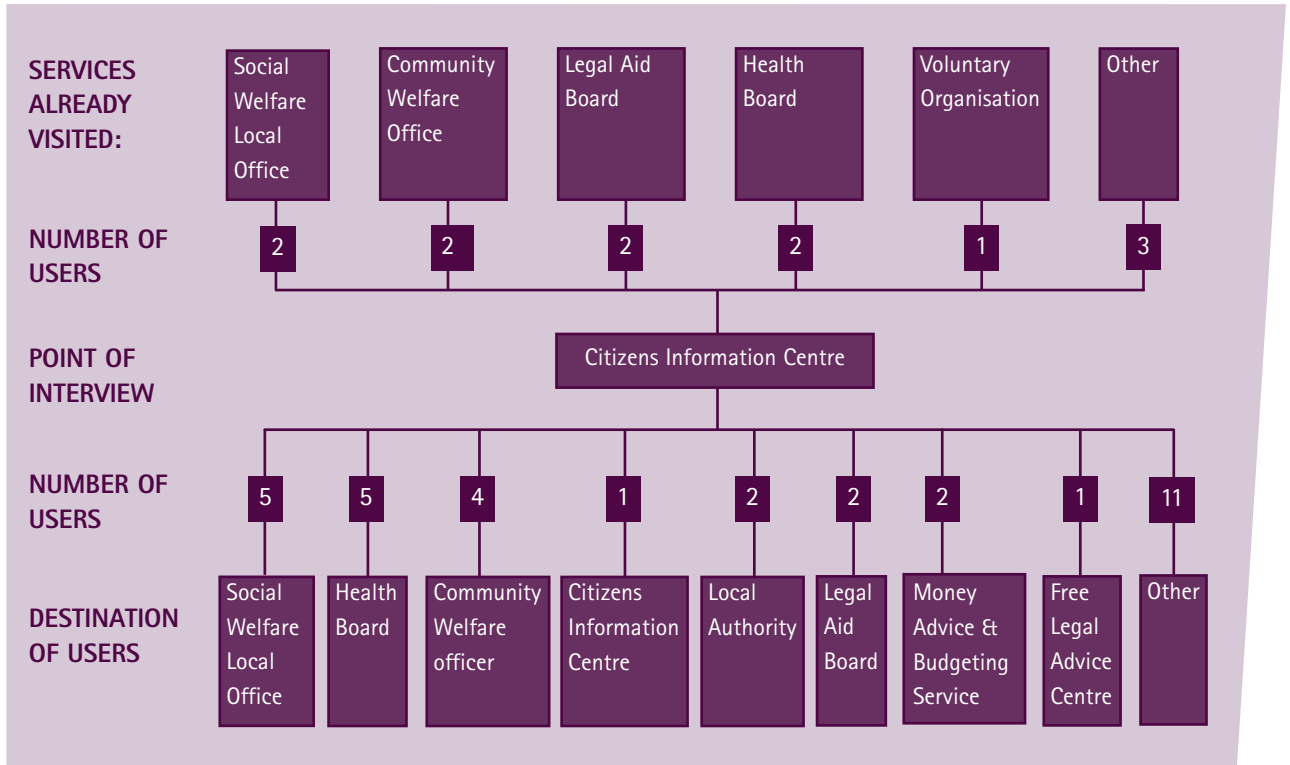 SERVICES
ALREADY
VISITED:
Social
Welfare
Local
Office
Community
Welfare
Office
Legal Aid
Board
Health
Board
Voluntary
Organisation
Other
NUMBER OF
USERS
2
2
2
2
1
3
POINT OF
INTERVIEW
Citizens Information Centre
NUMBER OF
USERS
5
5
4
1
2
2
2
1
11
DESTINATION
OF USERS
Social
Welfare
Local
Office
Health
Board
Community
Welfare
officer
Citizens
Information
Centre
Local
Authority
Legal
Aid
Board
Money
Advice &
Budgeting
Service
Free
Legal
Advice
Centre
Other